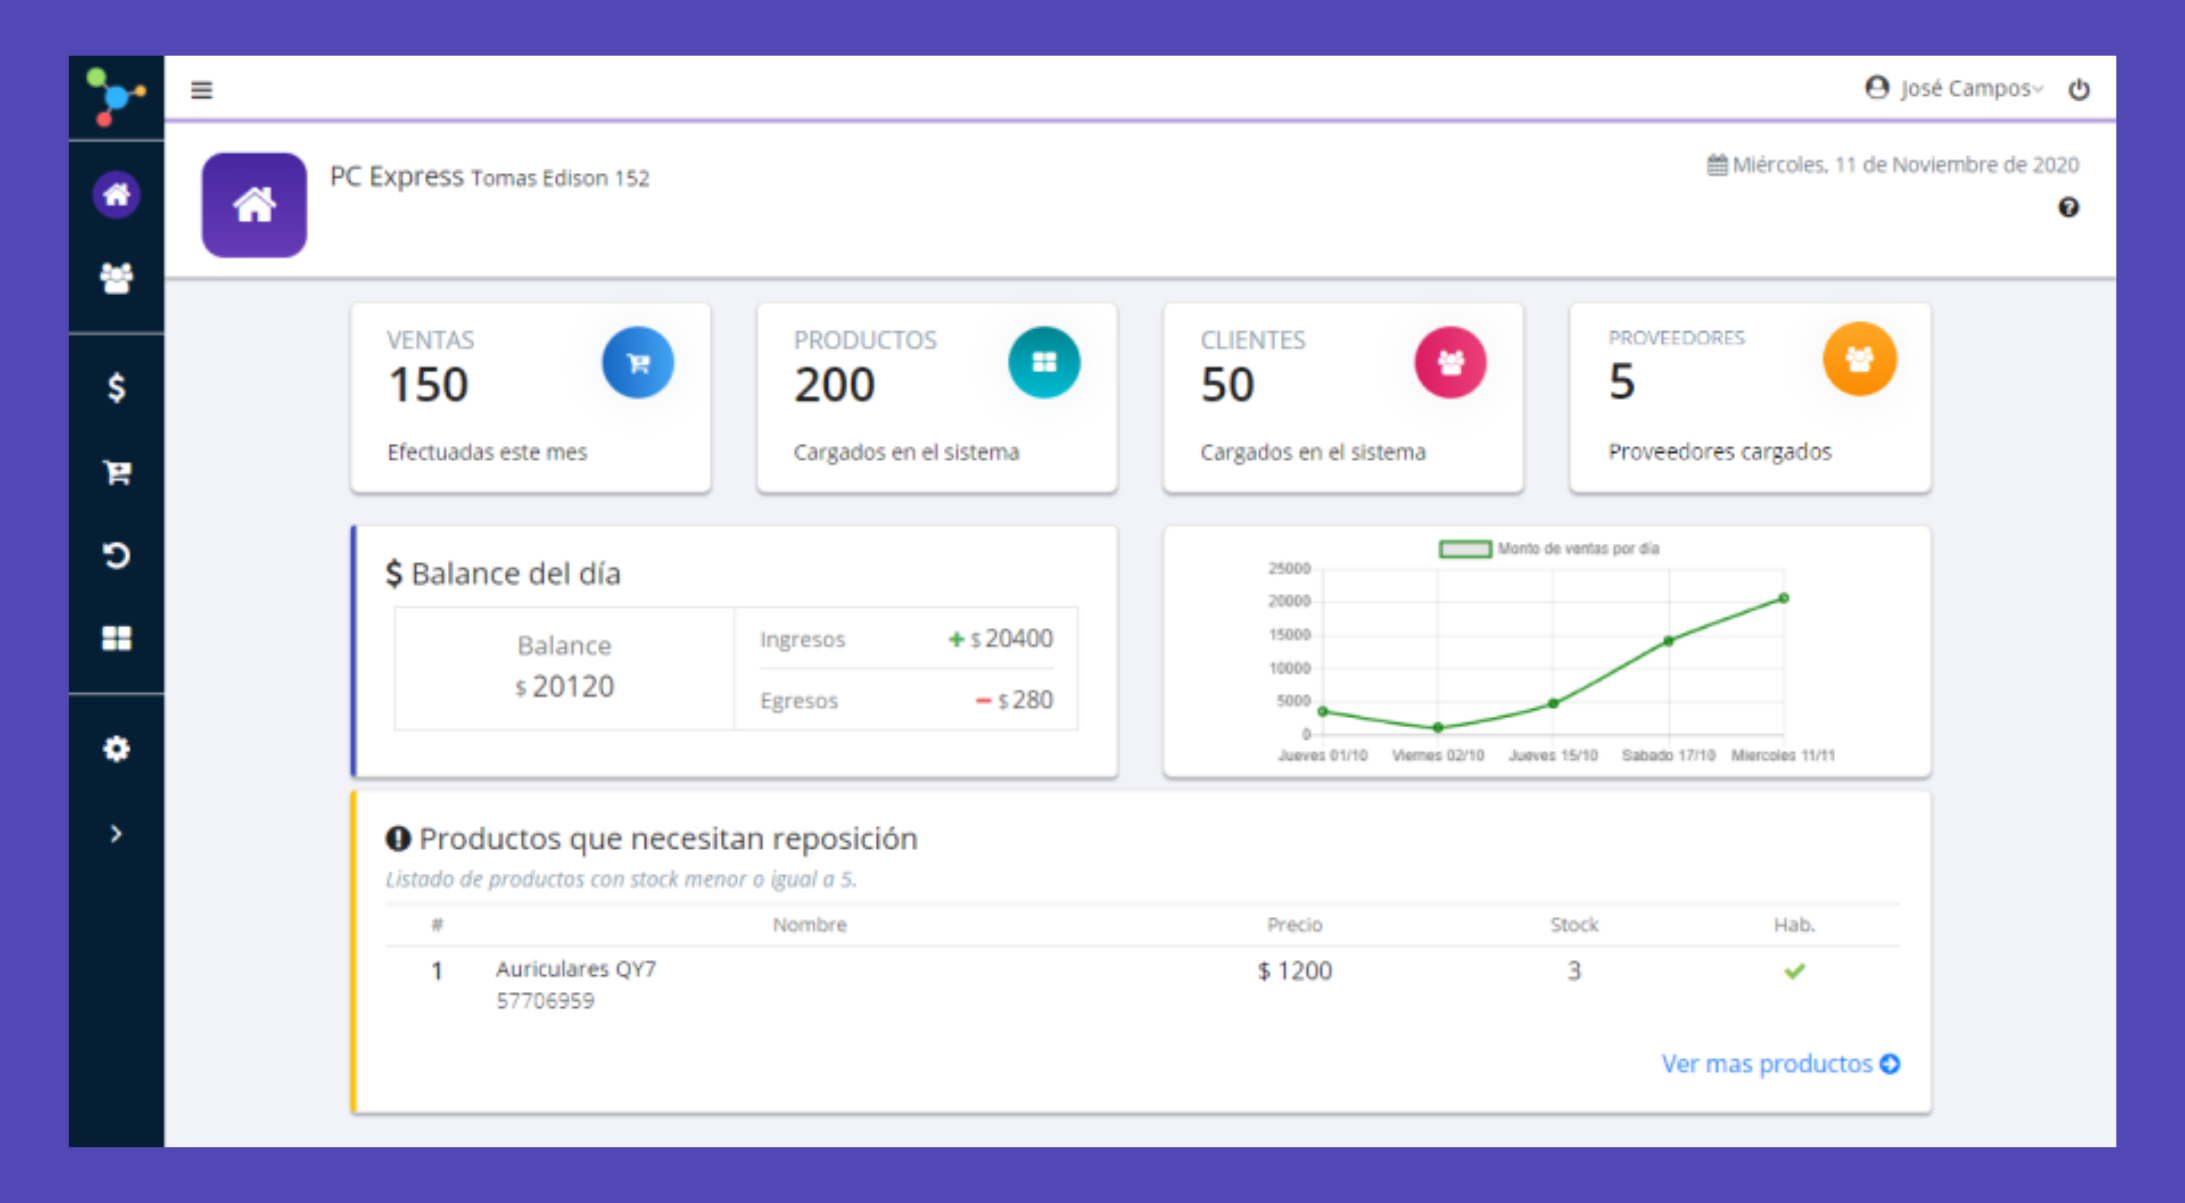 José Campos
PC Express Tomas Edison 152
Miércoles, 11 de Noviembre de 2020
VENTAS
150
Efectuadas este mes
PRODUCTOS
200
Cargados en el sistema
CLIENTES
50
Cargados en el sistema
PROVEEDORES
5
Proveedores cargados
$ Balance del día
Balance
$ 20120
Ingresos + $ 20400
Egresos − $ 280
Monto de ventas por día
25000
20000
15000
10000
5000
0
Jueves 01/10 Viernes 02/10 Jueves 15/10 Sabado 17/10 Miercoles 11/11
Productos que necesitan reposición
Listado de productos con stock menor o igual a 5.
# Nombre Precio Stock Hab.
1 Auriculares QY7 $ 1200 3
57706959
Ver mas productos